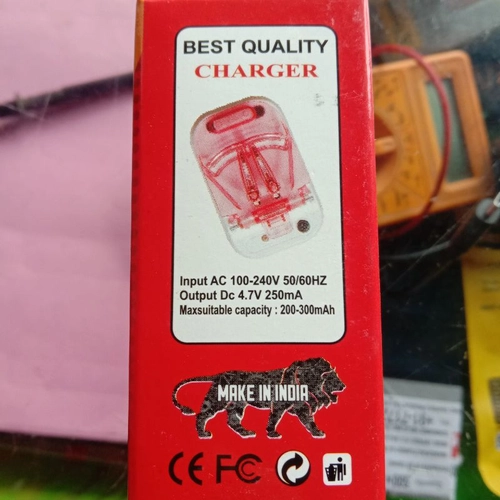 BEST QUALITY
CHARGER
Input AC 100-240V 50/60HZ
Output Dc 4.7V 250mA
Maxsuitable capacity : 200-300mAh
MAKE IN INDIA
CE FC